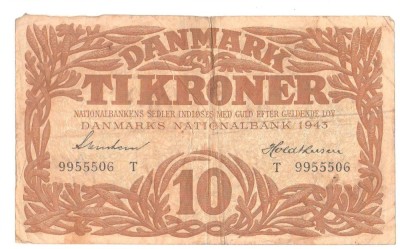 DANMARK
TI KRONER
NATIONALBANKENS SEDLER INDLØSES MED GULD EFTER GÆLDENDE LOV
DANMARKS NATIONALBANK 1943
9955506 T
T 9955506
10